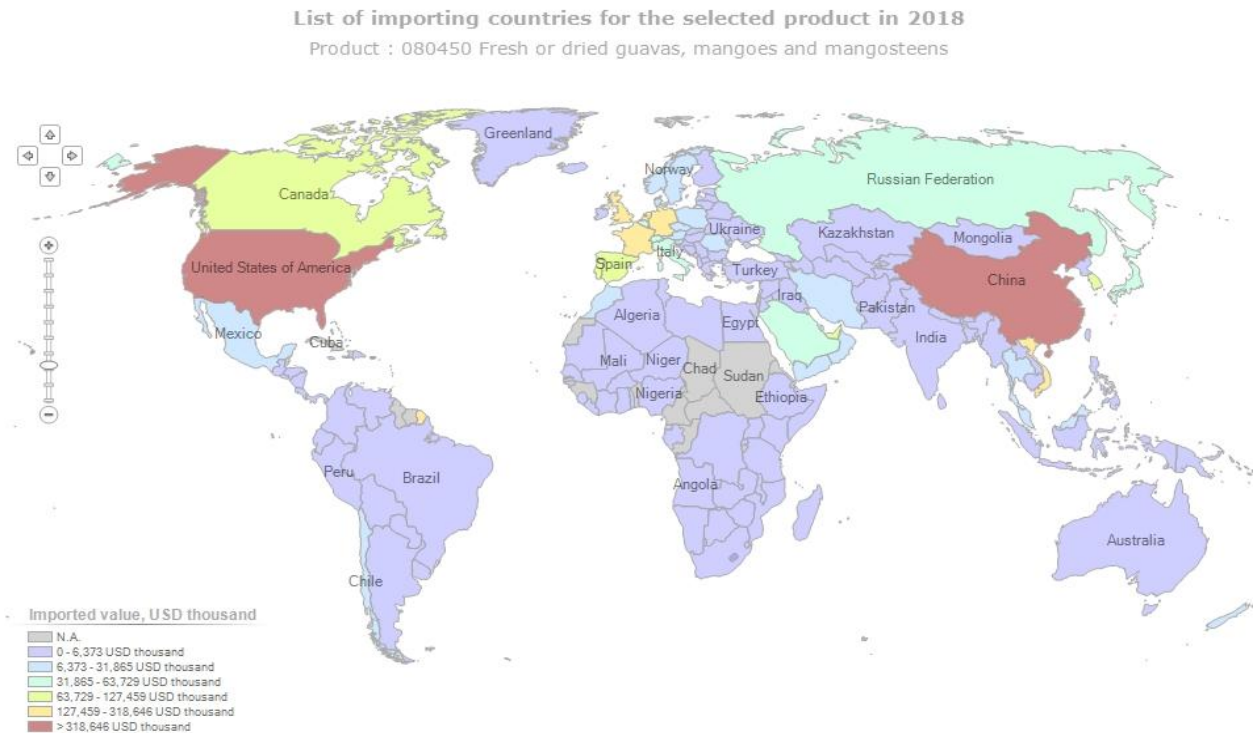 List of importing countries for the selected product in 2018
Product : 080450 Fresh or dried guavas, mangoes and mangosteens
Greenland
Norway
Russian Federation
Canada
Ukraine
Kazakhstan
Mongolia
United States of America
Spain
Italy
Turkey
China
Iraq
Pakistan
Mexico
Cuba
Algeria
Egypt
India
Mali
Niger
Chad
Sudan
Nigeria
Ethiopia
Peru
Brazil
Angola
Australia
Chile
Imported value, USD thousand
N.A.
0 - 6,373 USD thousand
6,373 - 31,865 USD thousand
31,865 - 63,729 USD thousand
63,729 - 127,459 USD thousand
127,459 - 318,646 USD thousand
> 318,646 USD thousand